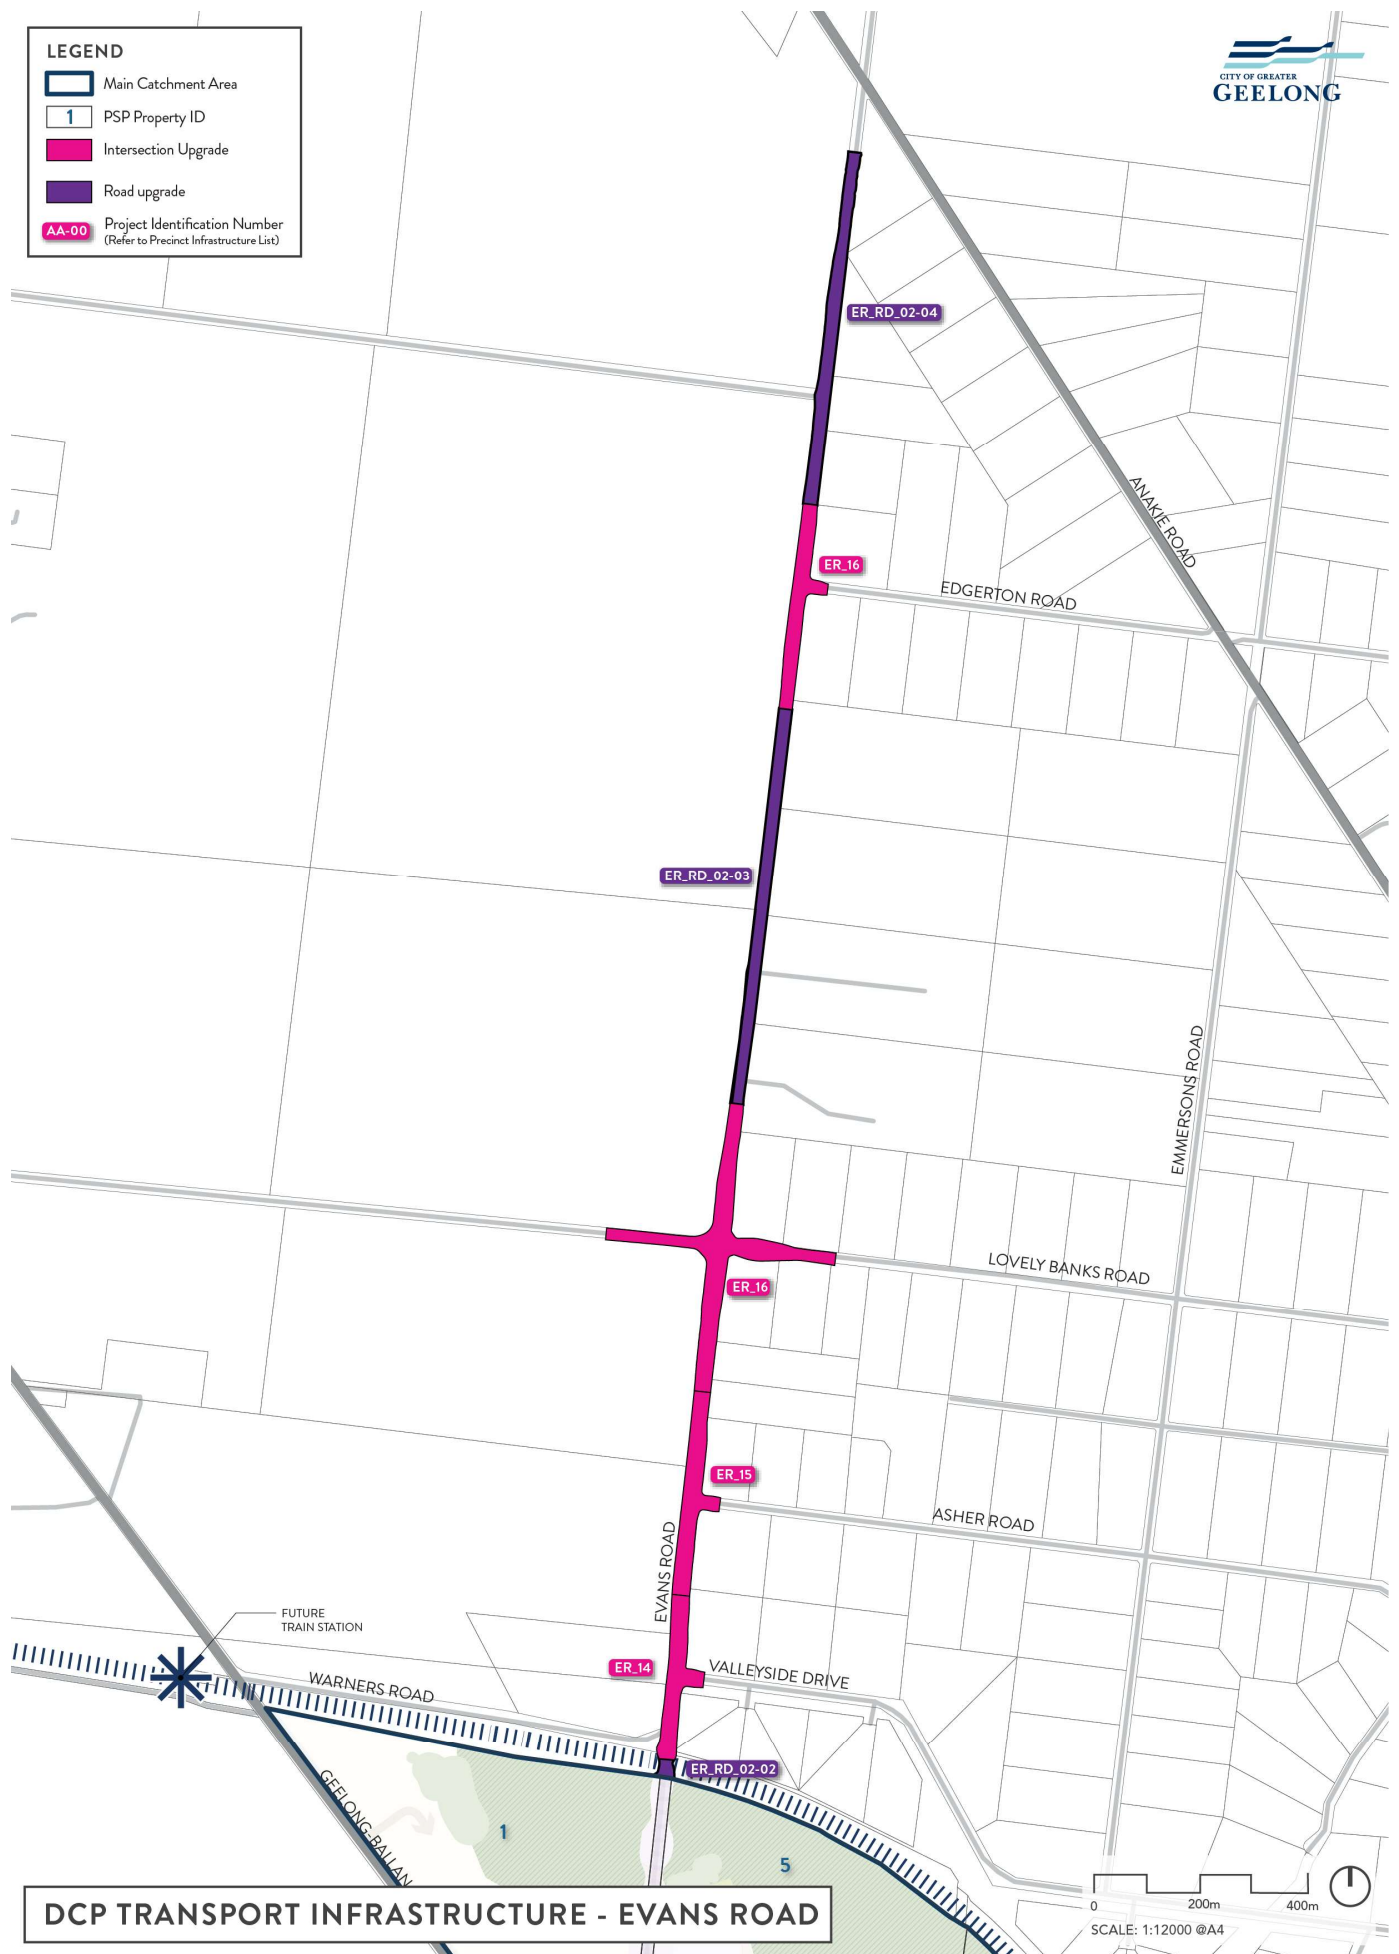 LEGEND
Main Catchment Area
1
PSP Property ID
Intersection Upgrade
Road upgrade
AA-00
Project Identification Number
(Refer to Precinct Infrastructure List)
CITY OF GREATER
GEELONG
ER_RD_02-04
ANAKIE ROAD
ER_16
EDGERTON ROAD
ER_RD_02-03
EMMERSONS ROAD
LOVELY BANKS ROAD
ER_16
ER_15
ASHER ROAD
EVANS ROAD
FUTURE
TRAIN STATION
ER_14
VALLEYSIDE DRIVE
WARNERS ROAD
ER_RD_02-02
GEELONG-BALLAN
1
5
0
200m
400m
SCALE: 1:12000 @A4
DCP TRANSPORT INFRASTRUCTURE - EVANS ROAD